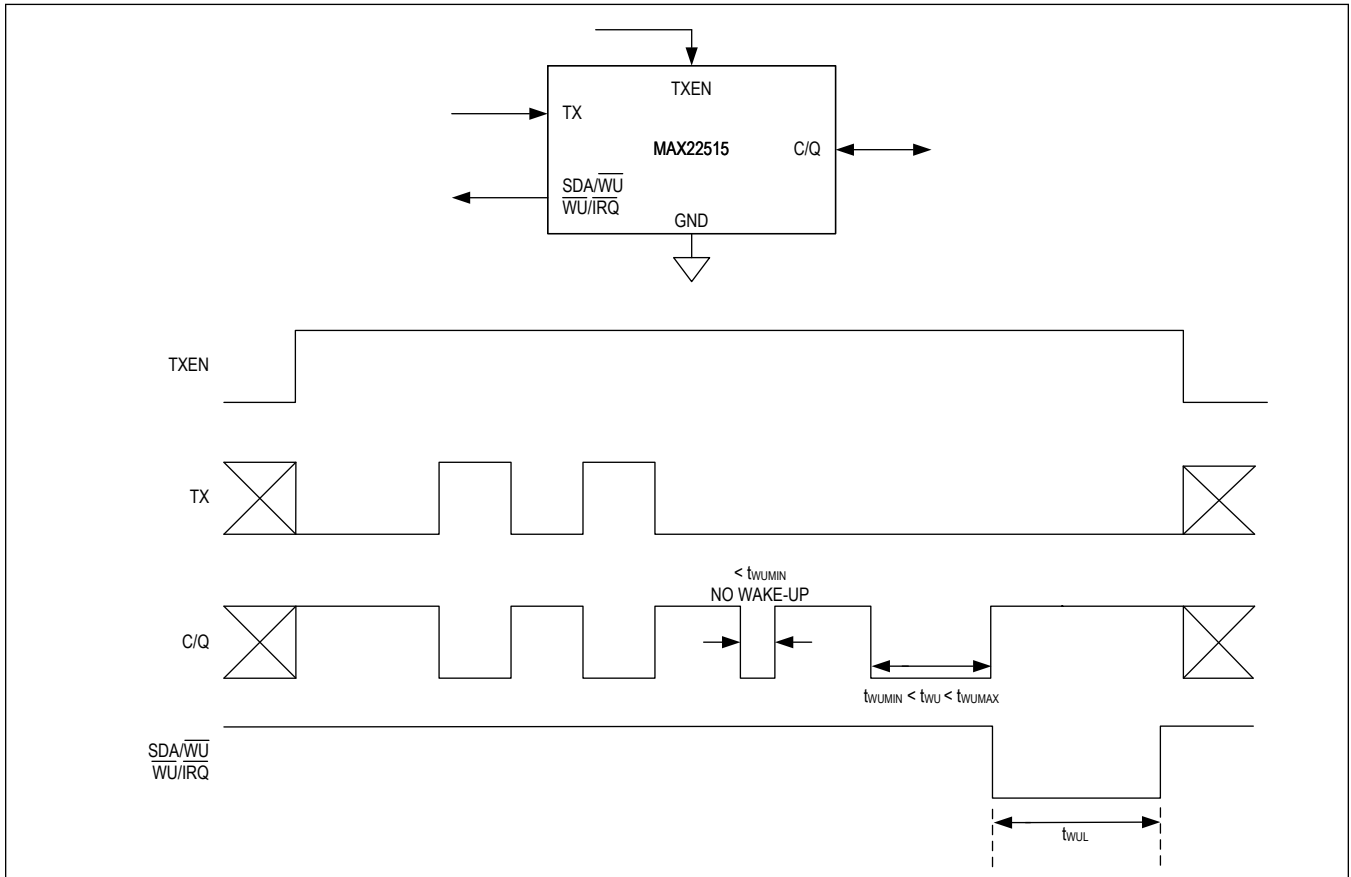 TXEN
TX
MAX22515
C/Q
SDA/WU
WU/IRQ
GND
TXEN
TX
< tWUMIN
NO WAKE-UP
C/Q
tWUMIN < tWU < tWUMAX
SDA/WU
WU/IRQ
tWUL